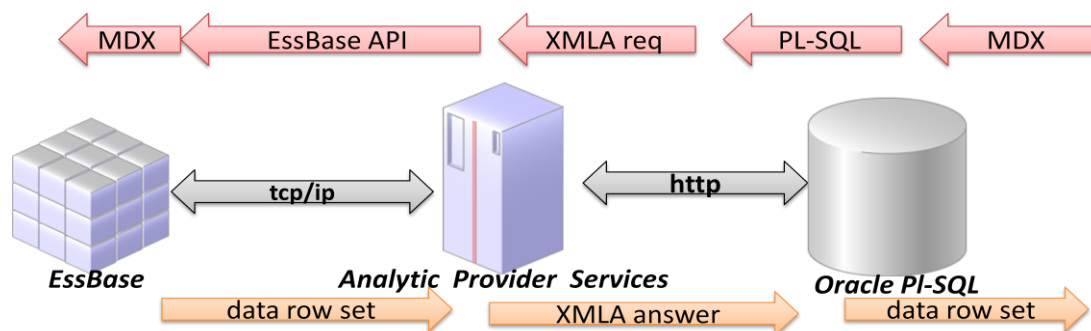 MDX EssBase API XMLA req PL-SQL MDX
tcp/ip http
EssBase Analytic Provider Services Oracle Pl-SQL
data row set XMLA answer data row set